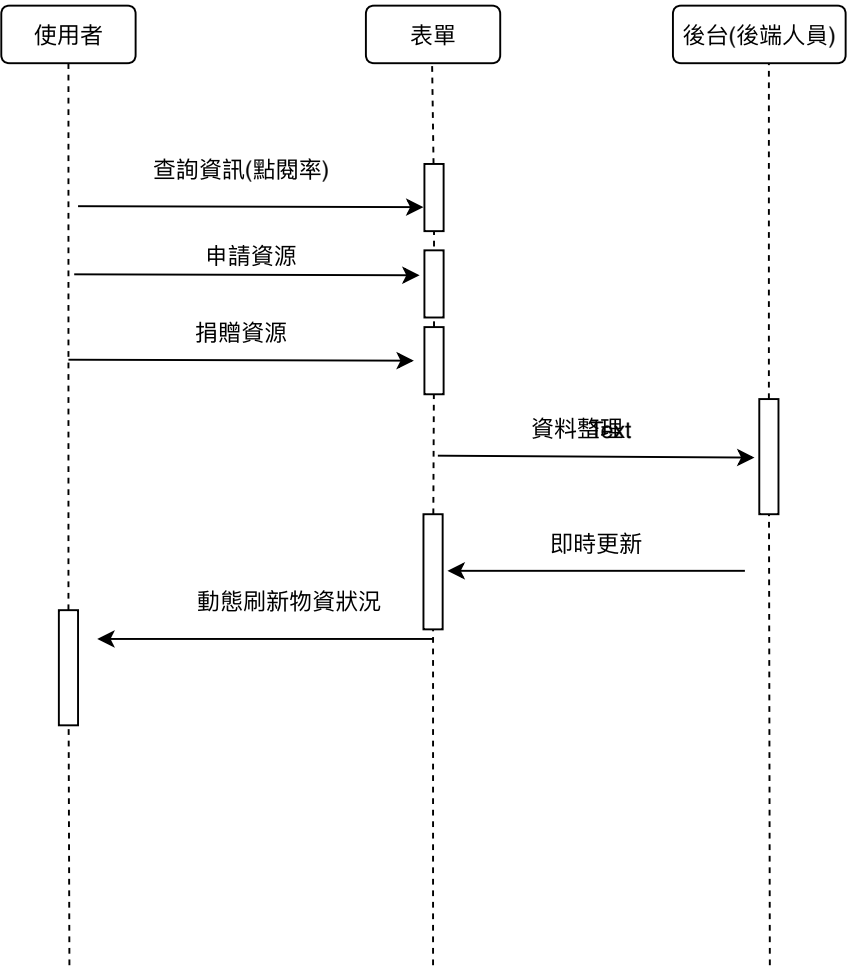 使用者
表單
後台(後端人員)
查詢資訊(點閱率)
申請資源
捐贈資源
資料整理
Text
即時更新
動態刷新物資狀況